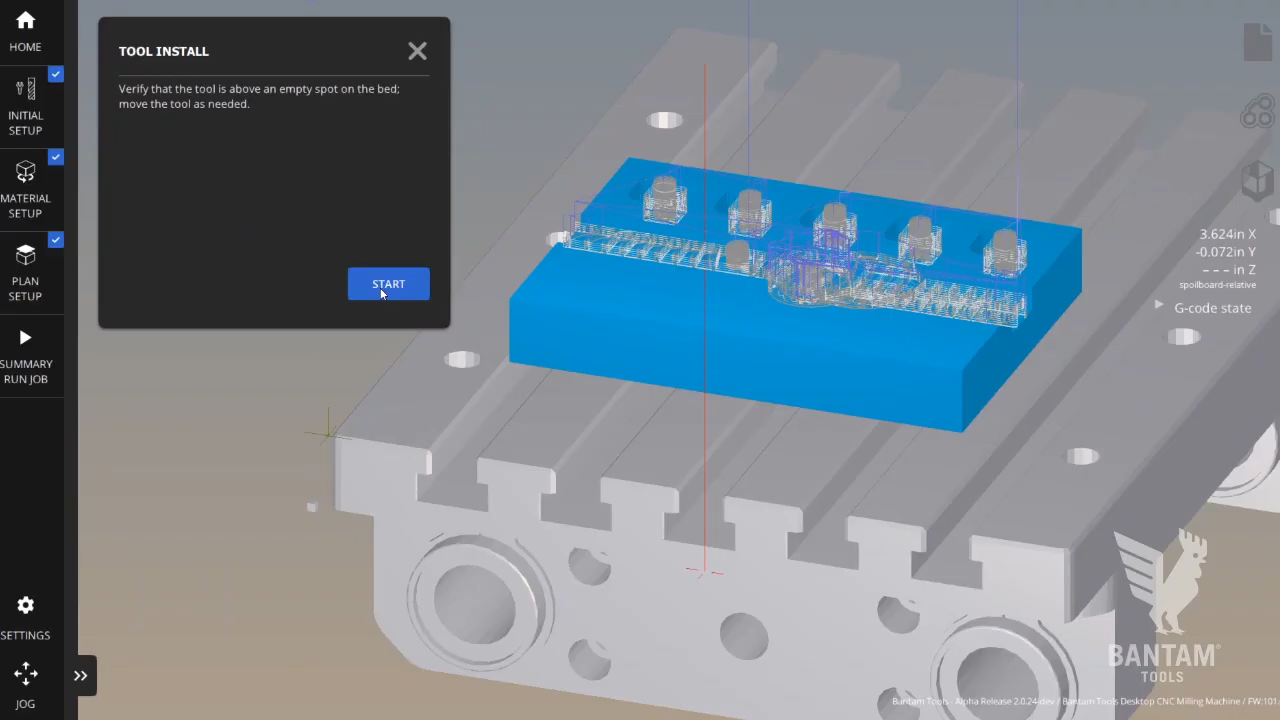 HOME
INITIAL
SETUP
MATERIAL
SETUP
PLAN
SETUP
SUMMARY
RUN JOB
SETTINGS
JOG
TOOL INSTALL
Verify that the tool is above an empty spot on the bed;
move the tool as needed.
START
3.624in X
-0.072in Y
- - - in Z
spoilboard-relative
G-code state
BANTAM®
TOOLS
Bantam Tools - Alpha Release 2.0.24-dev / Bantam Tools Desktop CNC Milling Machine / FW:101.